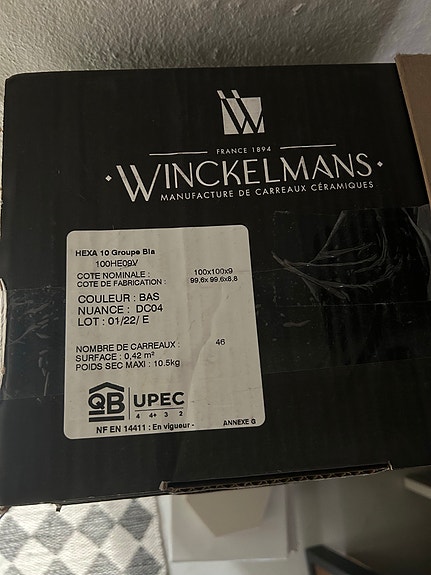 FRANCE 1894
WINCKELMANS
MANUFACTURE DE CARREAUX CÉRAMIQUES
HEXA 10 Groupe BIa
100HE09V
COTE NOMINALE : 100x100x9
COTE DE FABRICATION : 99,6x 99,6x8,8
COULEUR : BAS
NUANCE : DC04
LOT : 01/22/ E
NOMBRE DE CARREAUX : 46
SURFACE : 0,42 m²
POIDS SEC MAXI : 10.5kg
QB UPEC
4 4+ 3 2
NF EN 14411 : En vigueur - ANNEXE G